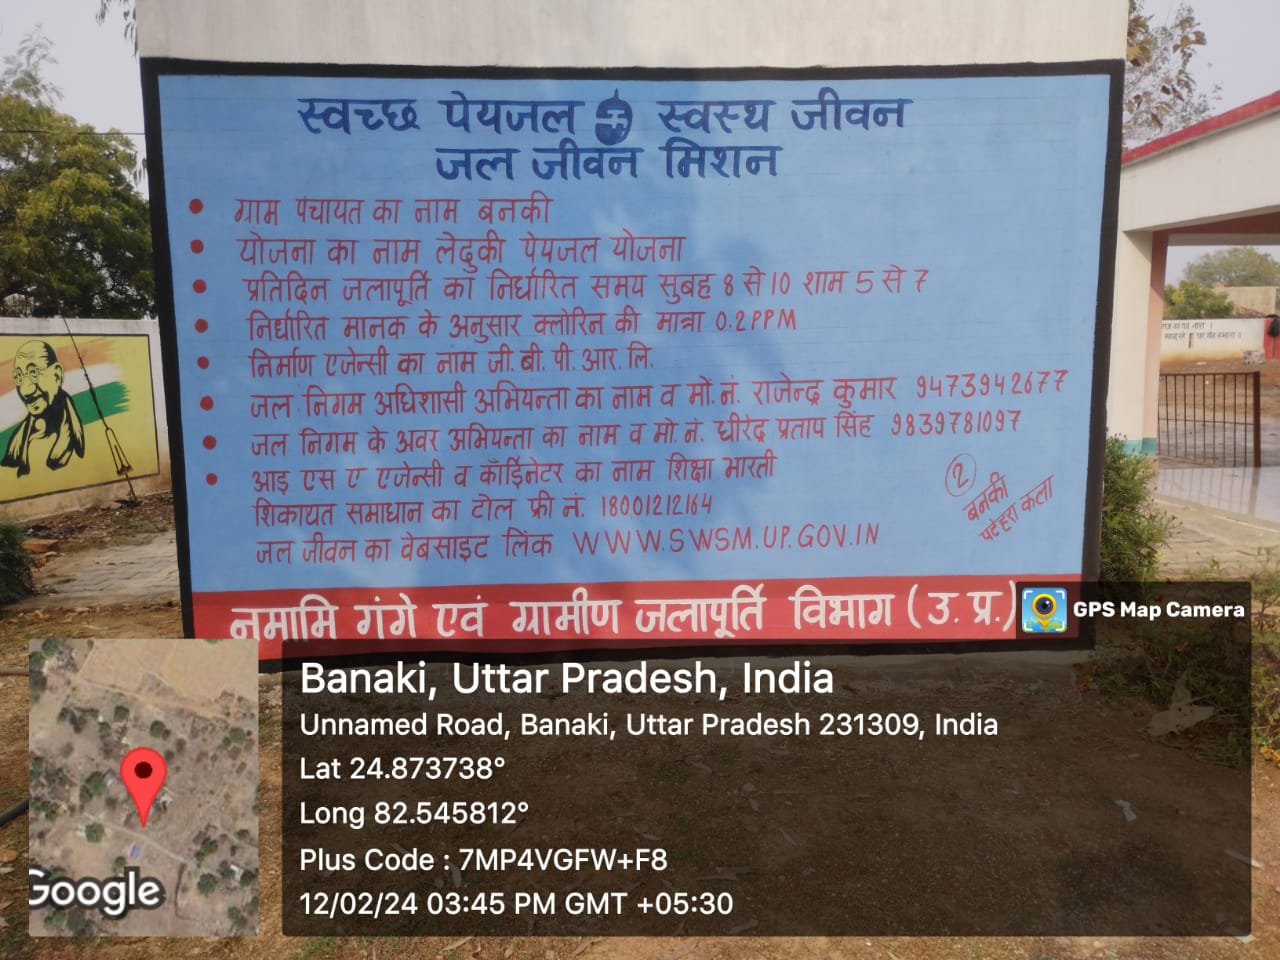 स्वच्छ पेयजल स्वस्थ जीवन
जल जीवन मिशन
ग्राम पंचायत का नाम बनकी
योजना का नाम लेदुकी पेयजल योजना
प्रतिदिन जलापूर्ति का निर्धारित समय सुबह 8 से 10 शाम 5 से 7
निर्धारित मानक के अनुसार क्लोरिन की मात्रा 0.2PPM
निर्माण एजेन्सी का नाम जी. बी. पी. आर. लि.
जल निगम अधिशासी अभियन्ता का नाम व मो. नं. राजेन्द्र कुमार 9473942677
जल निगम के अवर अभियन्ता का नाम व मो. नं. धीरेद्र प्रताप सिंह 9839781097
आइ एस ए एजेन्सी व कॉर्डिनेटर का नाम शिक्षा भारती
शिकायत समाधान का टोल फ्री नं. 18001212164
जल जीवन का वेबसाइट लिंक WWW.SWSM.UP.GOV.IN
2
बनकी
पटेहरा कला
नमामि गंगे एवं ग्रामीण जलापूर्ति विभाग (उ. प्र.)
GPS Map Camera
Banaki, Uttar Pradesh, India
Unnamed Road, Banaki, Uttar Pradesh 231309, India
Lat 24.873738°
Long 82.545812°
Plus Code : 7MP4VGFW+F8
12/02/24 03:45 PM GMT +05:30
Google